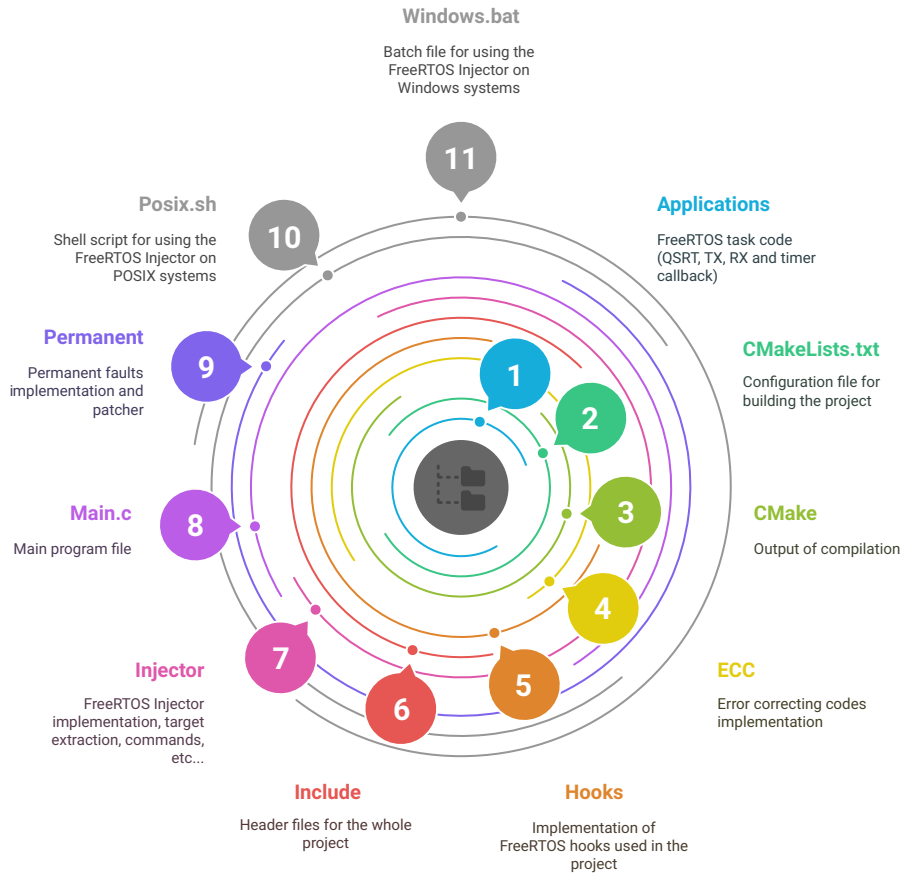 Windows.bat
Batch file for using the
FreeRTOS Injector on
Windows systems
11
Posix.sh
Shell script for using the
FreeRTOS Injector on
POSIX systems
10
Applications
FreeRTOS task code
(QSRT, TX, RX and timer
callback)
1
Permanent
Permanent faults
implementation and
patcher
9
CMakeLists.txt
Configuration file for
building the project
2
Main.c
Main program file
8
CMake
Output of compilation
3
Injector
FreeRTOS Injector
implementation, target
extraction, commands,
etc...
7
ECC
Error correcting codes
implementation
4
Include
Header files for the whole
project
6
Hooks
Implementation of
FreeRTOS hooks used in the
project
5